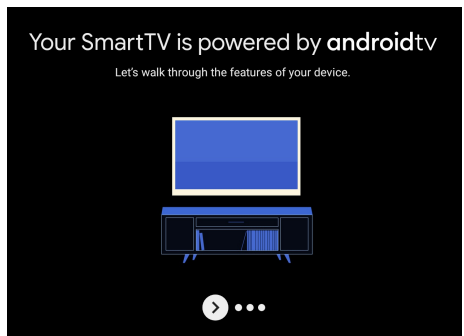 Your SmartTV is powered by androidtv
Let's walk through the features of your device.